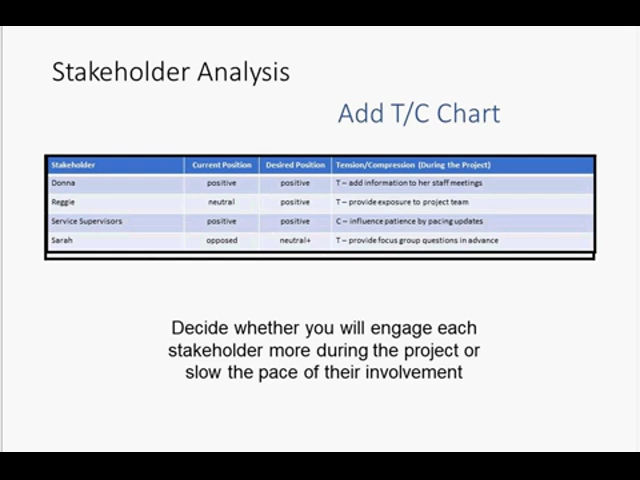 Stakeholder Analysis
Add T/C Chart
Stakeholder Current Position Desired Position Tension/Compression (During the Project)
Donna positive positive T – add information to her staff meetings
Reggie neutral positive T – provide exposure to project team
Service Supervisors positive positive C – influence patience by pacing updates
Sarah opposed neutral+ T – provide focus group questions in advance
Decide whether you will engage each
stakeholder more during the project or
slow the pace of their involvement